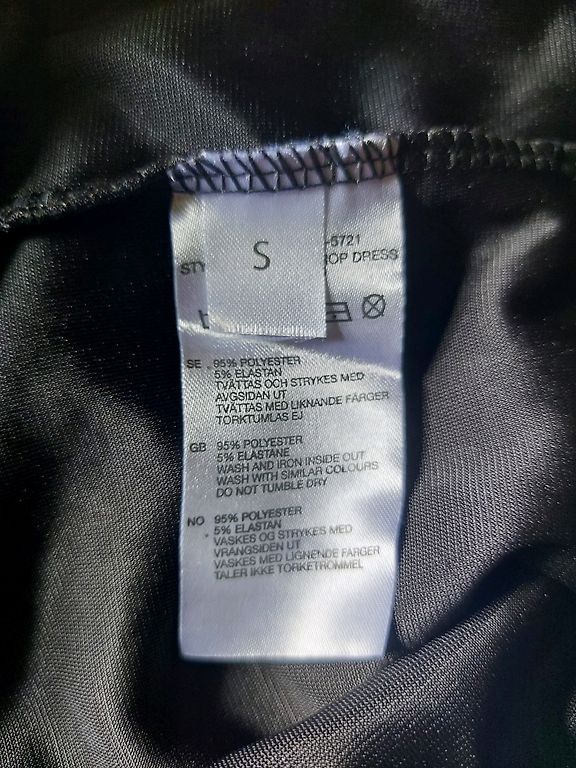 S
-5721
STY
OP DRESS
SE 95% POLYESTER
5% ELASTAN
TVÄTTAS OCH STRYKES MED
AVGSIDAN UT
TVÄTTAS MED LIKNANDE FÄRGER
TORKTUMLAS EJ
GB 95% POLYESTER
5% ELASTANE
WASH AND IRON INSIDE OUT
WASH WITH SIMILAR COLOURS
DO NOT TUMBLE DRY
NO 95% POLYESTER
5% ELASTAN
VASKES OG STRYKES MED
VRANGSIDEN UT
VASKES MED LIGNENDE FARGER
TALER IKKE TORKETROMMEL